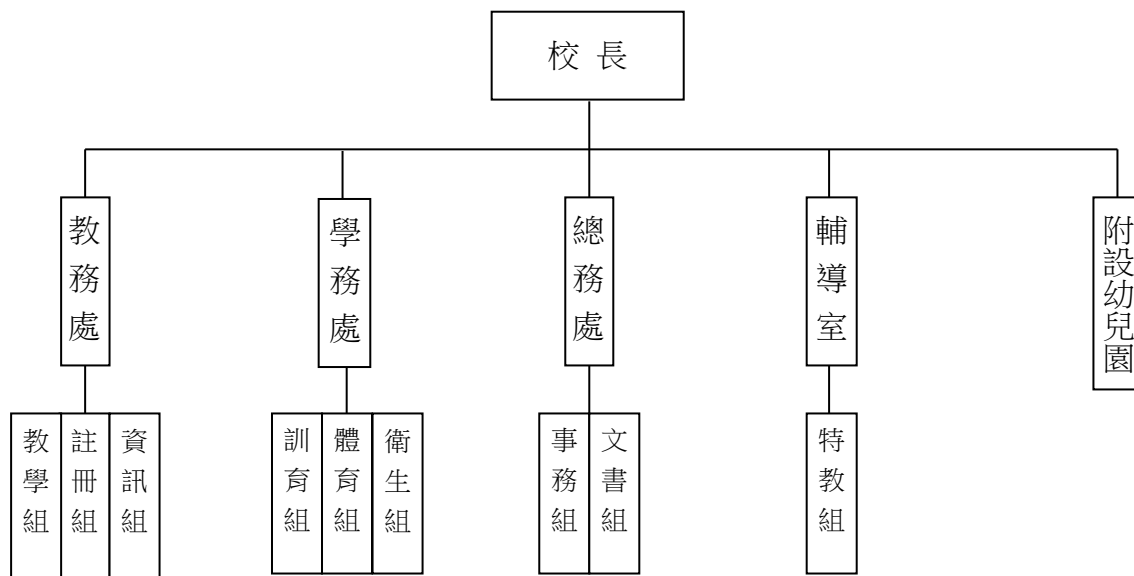 校長
教務處
學務處
總務處
輔導室
附設幼兒園
教學組
註冊組
資訊組
訓育組
體育組
衛生組
事務組
文書組
特教組